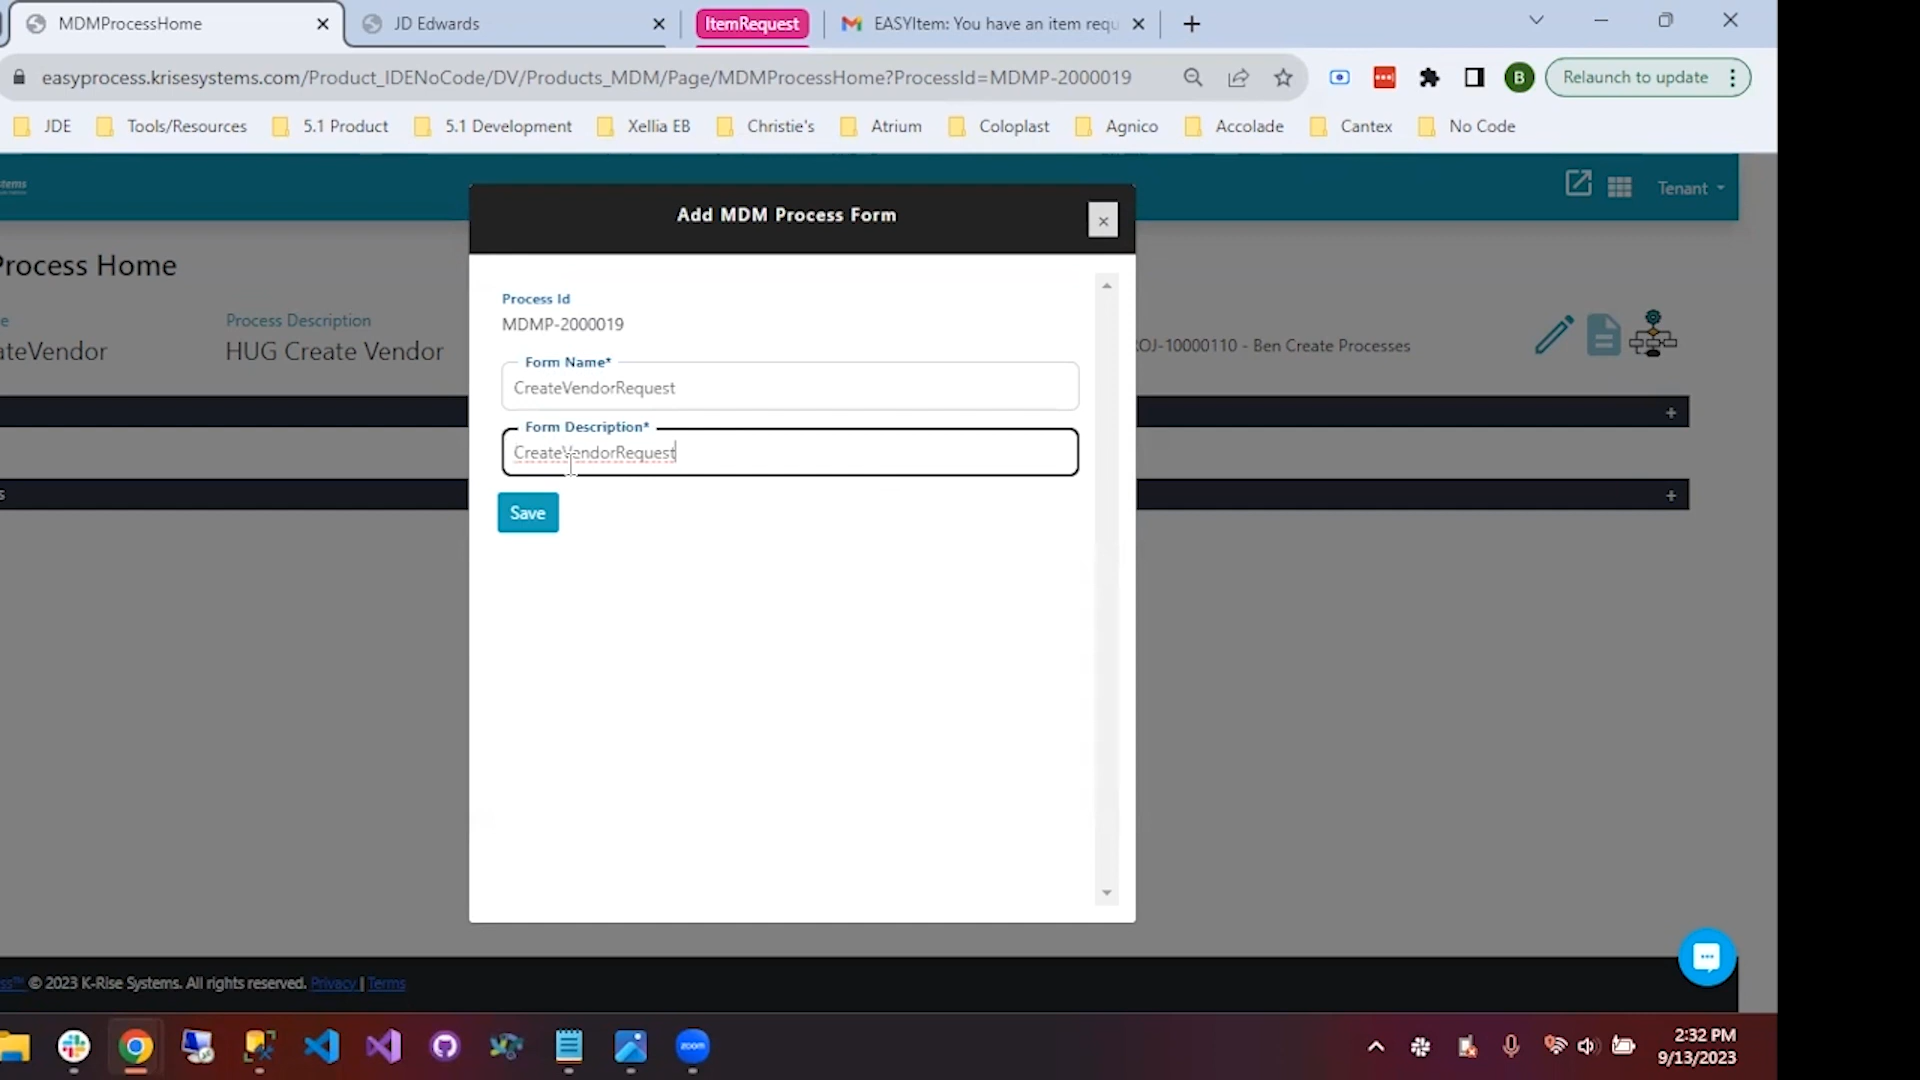 MDMProcessHome
JD Edwards
ItemRequest
EASYItem: You have an item requ
easyprocess.krisesystems.com/Product_IDENoCode/DV/Products_MDM/Page/MDMProcessHome?ProcessId=MDMP-2000019
B
Relaunch to update
JDE
Tools/Resources
5.1 Product
5.1 Development
Xellia EB
Christie's
Atrium
Coloplast
Agnico
Accolade
Cantex
No Code
stems
Tenant
Add MDM Process Form
Process Home
Process Id
MDMP-2000019
e
Process Description
ateVendor
HUG Create Vendor
OJ-10000110 - Ben Create Processes
Form Name*
CreateVendorRequest
Form Description*
CreateVendorRequest
s
Save
ss™ © 2023 K-Rise Systems. All rights reserved. Privacy | Terms
zoom
2:32 PM
9/13/2023